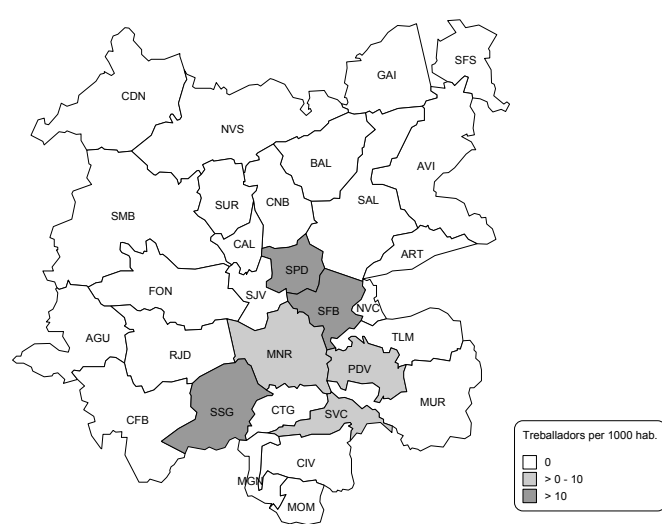 SFS
GAI
CDN
NVS
BAL
AVI
SUR
CNB
SAL
SMB
CAL
ART
SPD
FON
SJV
SFB
NVC
AGU
TLM
RJD
MNR
PDV
MUR
SSG
CTG
SVC
CFB
CIV
MGN
MOM
Treballadors per 1000 hab.
0
> 0 - 10
> 10